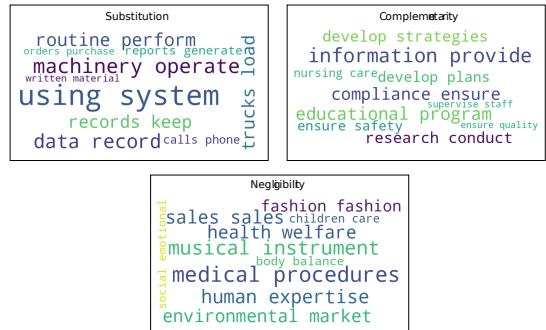 Substitution
routine perform
orders purchase
reports generate
machinery operate
written material
using system
trucks load
records keep
data record
calls phone
Complementarity
develop strategies
information provide
nursing care
develop plans
compliance ensure
supervise staff
educational program
ensure safety
ensure quality
research conduct
Negligibility
fashion fashion
sales sales
children care
health welfare
social emotional
musical instrument
body balance
medical procedures
human expertise
environmental market